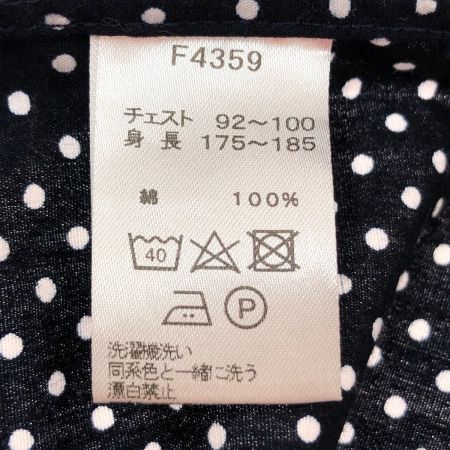 F4359
チェスト 92～100
身長 175～185
綿 100%
40
P
洗濯機洗い
同系色と一緒に洗う
漂白禁止